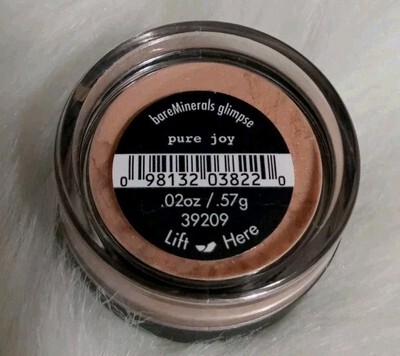 bareMinerals glimpse
pure joy
0 98132 03822 0
.02oz / .57g
39209
Lift Here